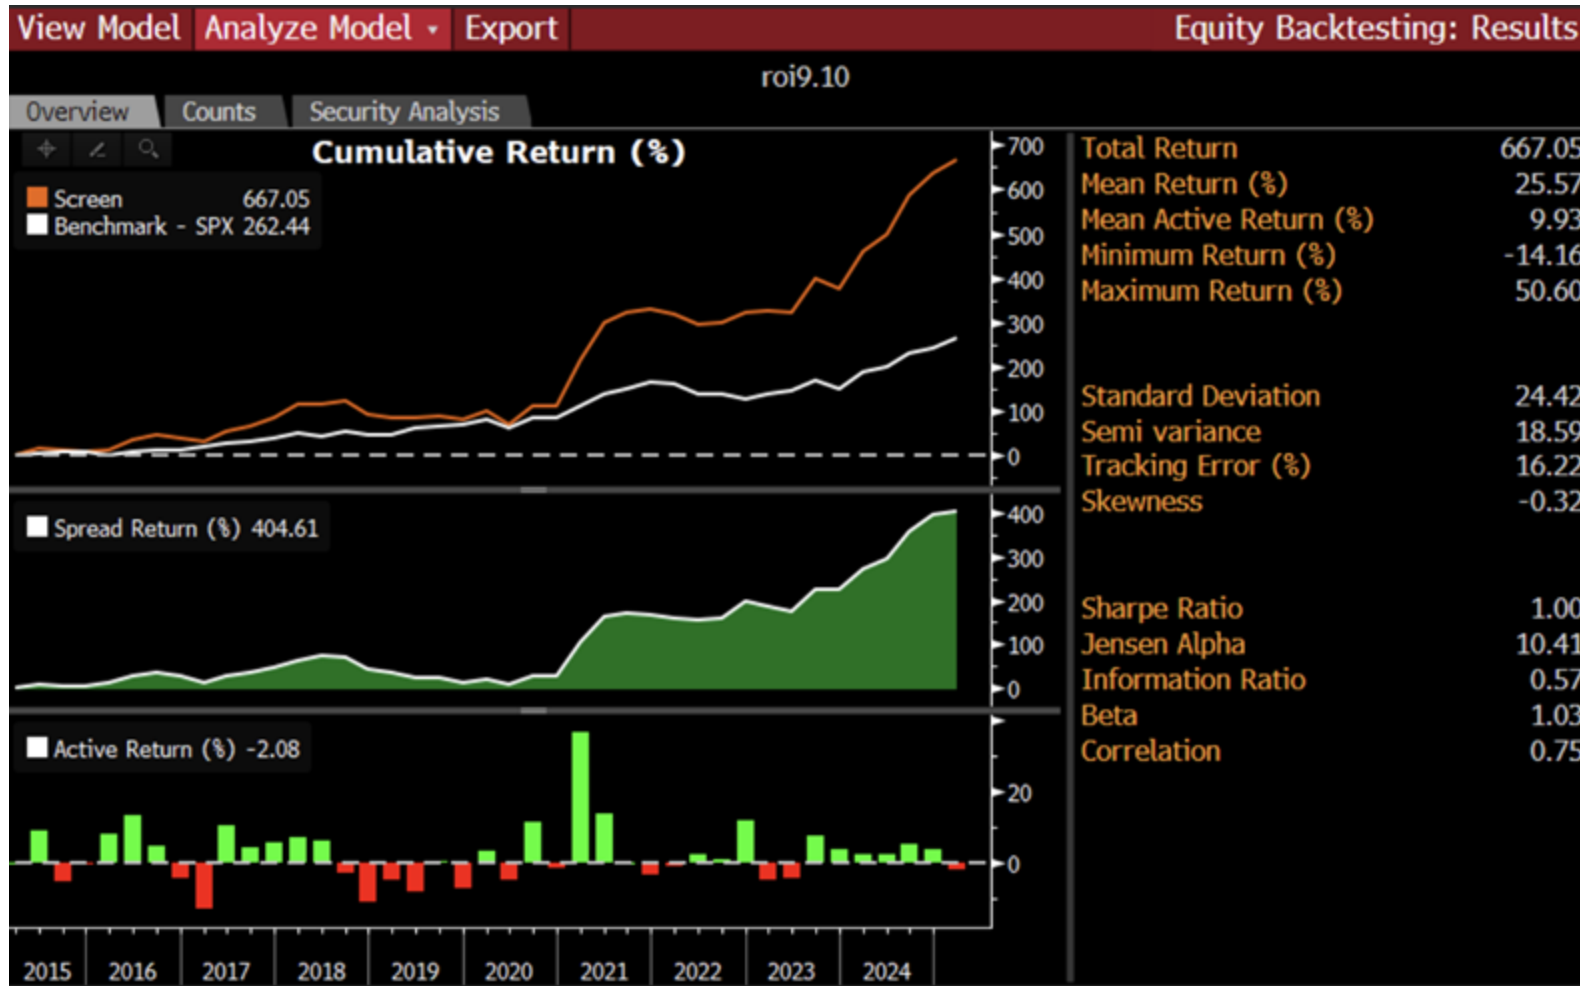 View Model Analyze Model Export Equity Backtesting: Results
roi9.10
Overview Counts Security Analysis
Cumulative Return (%)
Screen 667.05
Benchmark - SPX 262.44
700
600
500
400
300
200
100
0
Spread Return (%) 404.61
400
300
200
100
0
Active Return (%) -2.08
20
0
2015 2016 2017 2018 2019 2020 2021 2022 2023 2024
Total Return 667.05
Mean Return (%) 25.57
Mean Active Return (%) 9.93
Minimum Return (%) -14.16
Maximum Return (%) 50.60
Standard Deviation 24.42
Semi variance 18.59
Tracking Error (%) 16.22
Skewness -0.32
Sharpe Ratio 1.00
Jensen Alpha 10.41
Information Ratio 0.57
Beta 1.03
Correlation 0.75